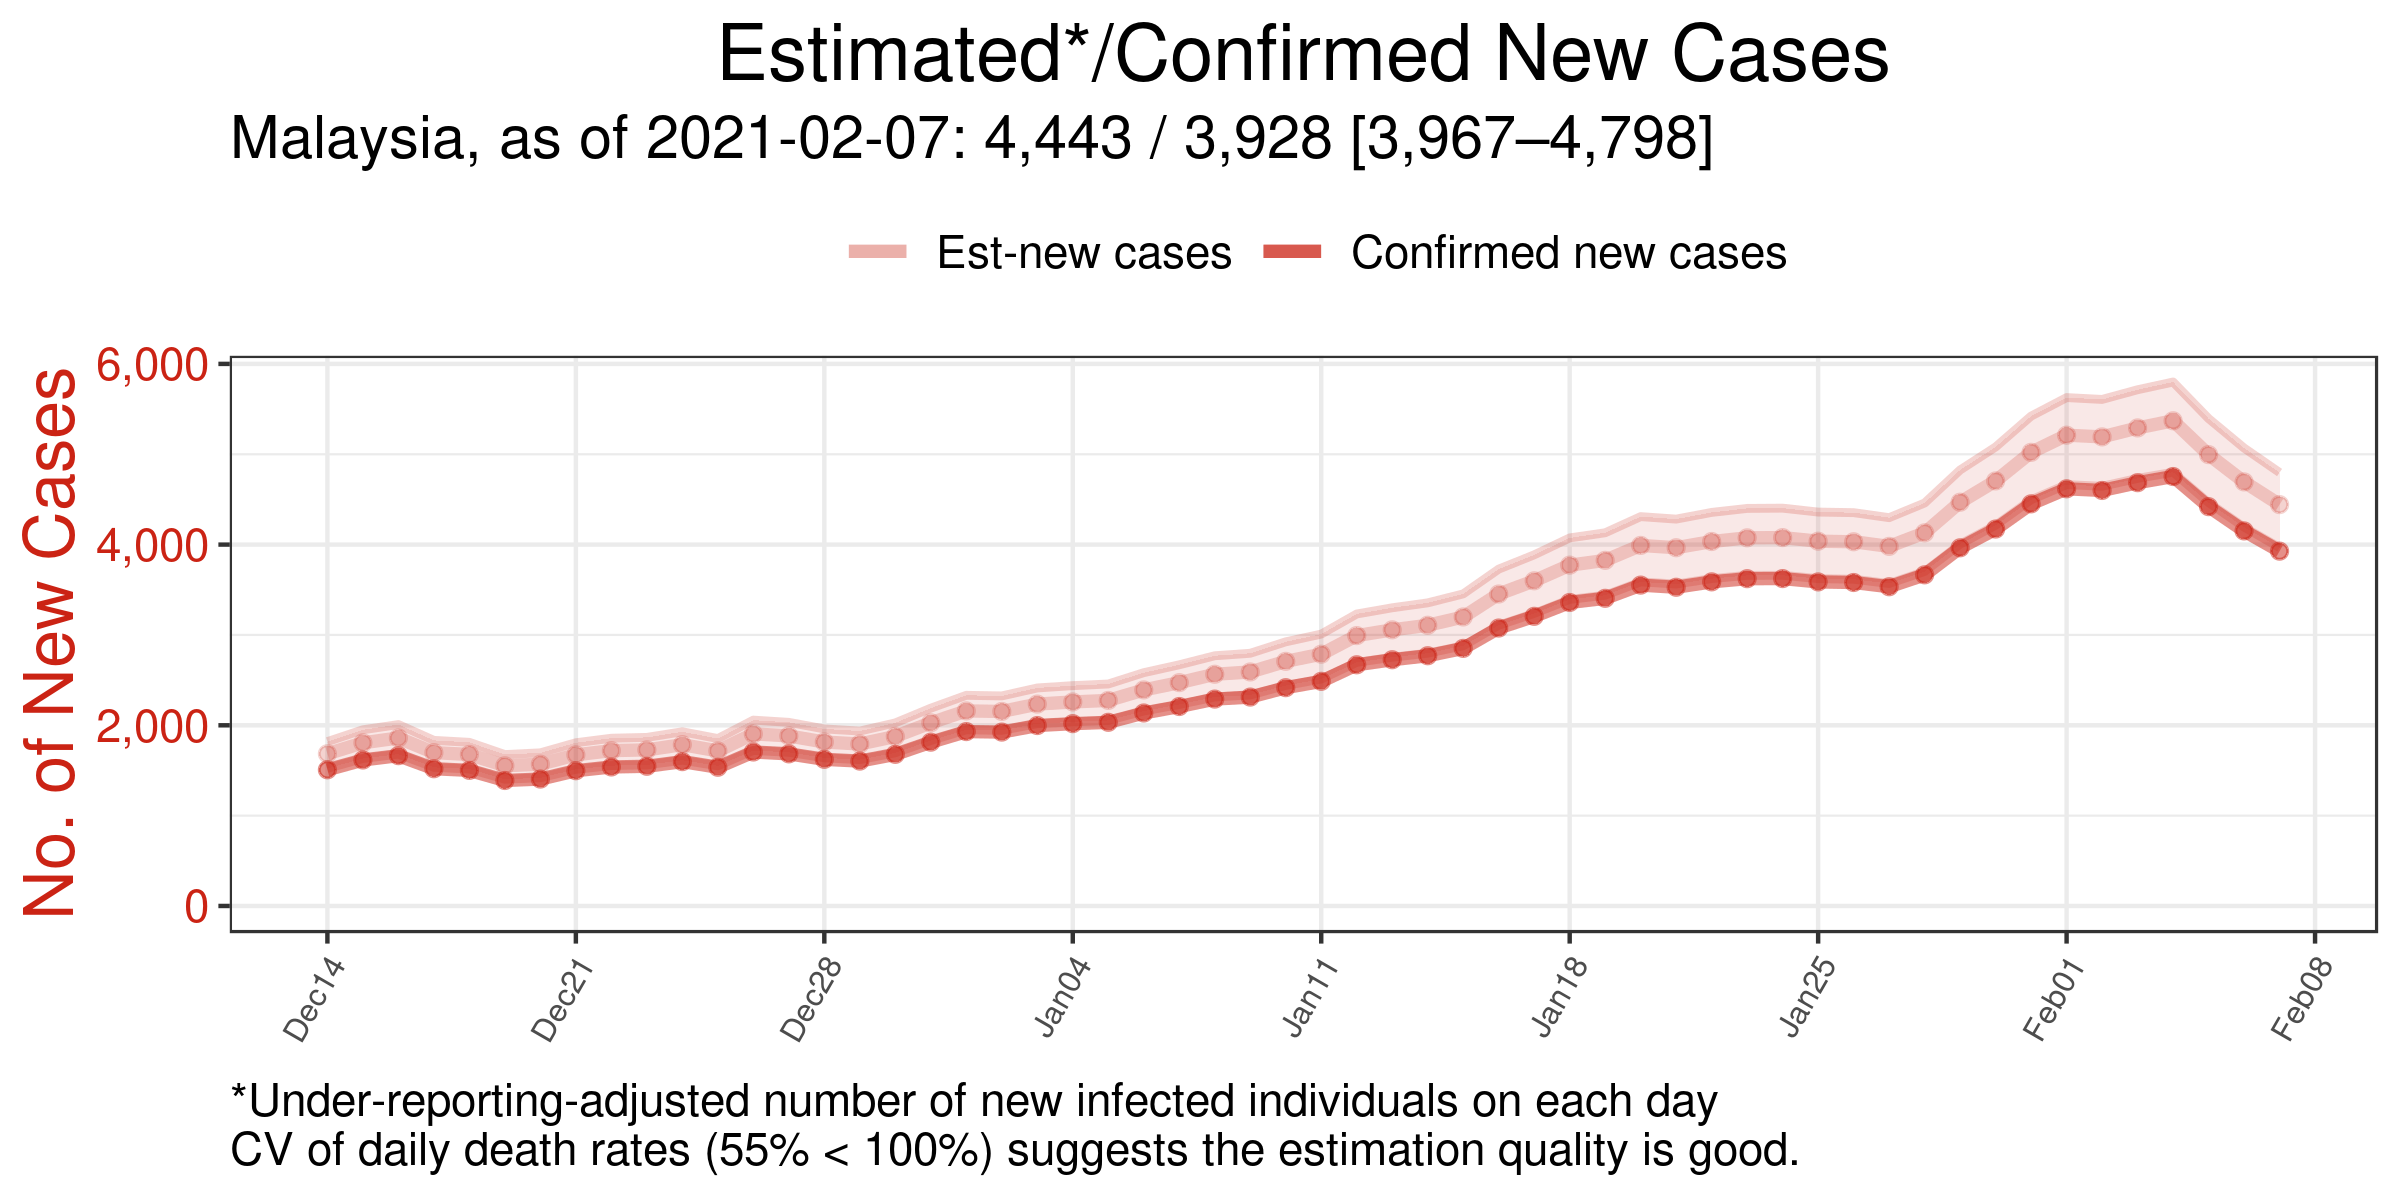 Estimated*/Confirmed New Cases
Malaysia, as of 2021-02-07: 4,443 / 3,928 [3,967–4,798]
Est-new cases Confirmed new cases
No. of New Cases
6,000
4,000
2,000
0
Dec14 Dec21 Dec28 Jan04 Jan11 Jan18 Jan25 Feb01 Feb08
*Under-reporting-adjusted number of new infected individuals on each day
CV of daily death rates (55% < 100%) suggests the estimation quality is good.